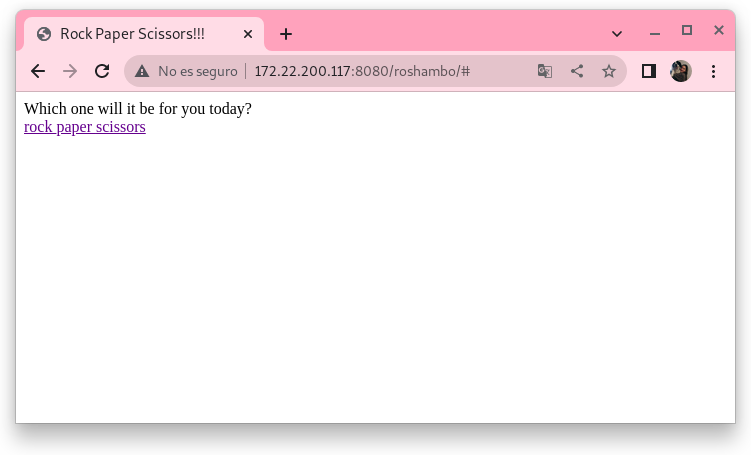 Rock Paper Scissors!!!
No es seguro 172.22.200.117:8080/roshambo/#
Which one will it be for you today?
rock paper scissors